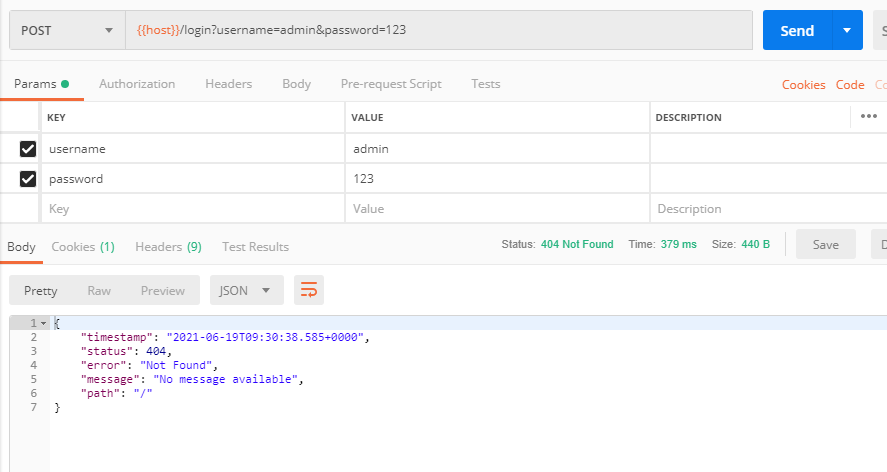 POST {{host}}/login?username=admin&password=123 Send S
Params Authorization Headers Body Pre-request Script Tests Cookies Code Co
KEY VALUE DESCRIPTION •••
username admin
password 123
Key Value Description
Body Cookies (1) Headers (9) Test Results Status: 404 Not Found Time: 379 ms Size: 440 B Save D
Pretty Raw Preview JSON
1 {
2 "timestamp": "2021-06-19T09:30:38.585+0000",
3 "status": 404,
4 "error": "Not Found",
5 "message": "No message available",
6 "path": "/"
7 }